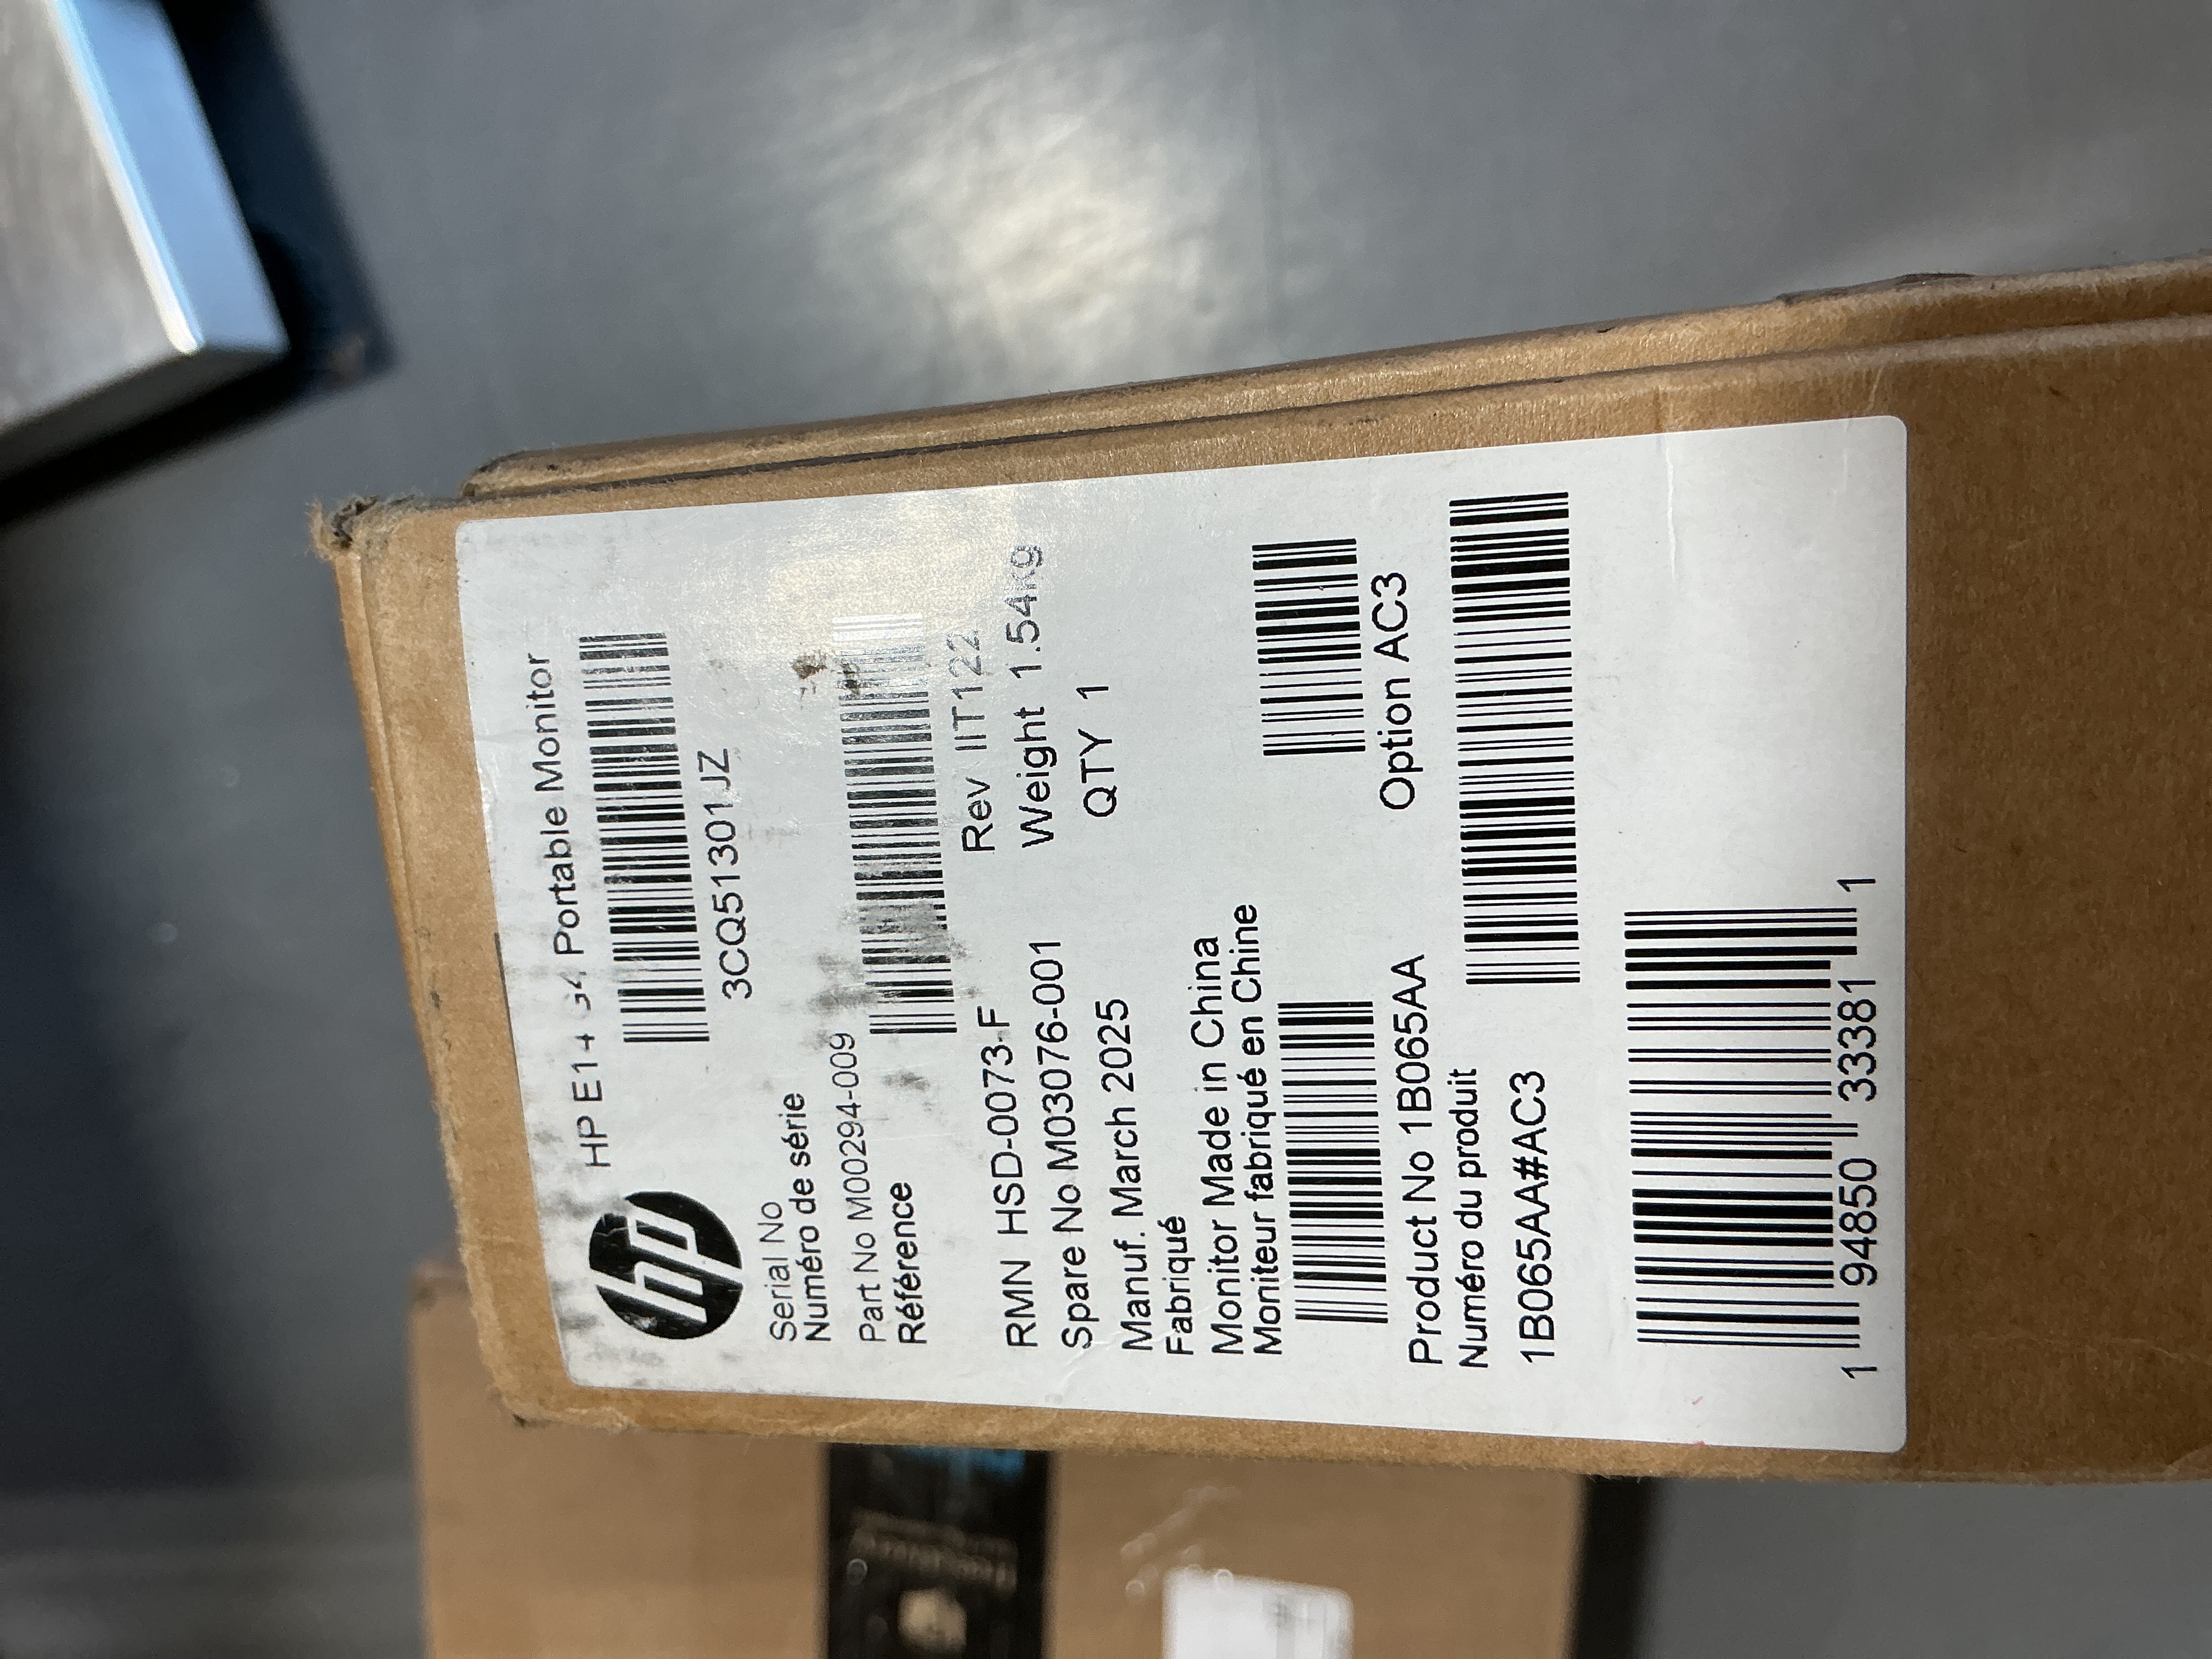 hp
HP E14 G4 Portable Monitor
3CQ51301JZ
Serial No
Numéro de série
Part No M00294-009
Référence
Rev IIT122
RMN HSD-0073-F
Weight 1.54kg
Spare No M03076-001
QTY 1
Manuf. March 2025
Fabriqué
Monitor Made in China
Moniteur fabriqué en Chine
Option AC3
Product No 1B065AA
Numéro du produit
1B065AA#AC3
1 94850 33381 1